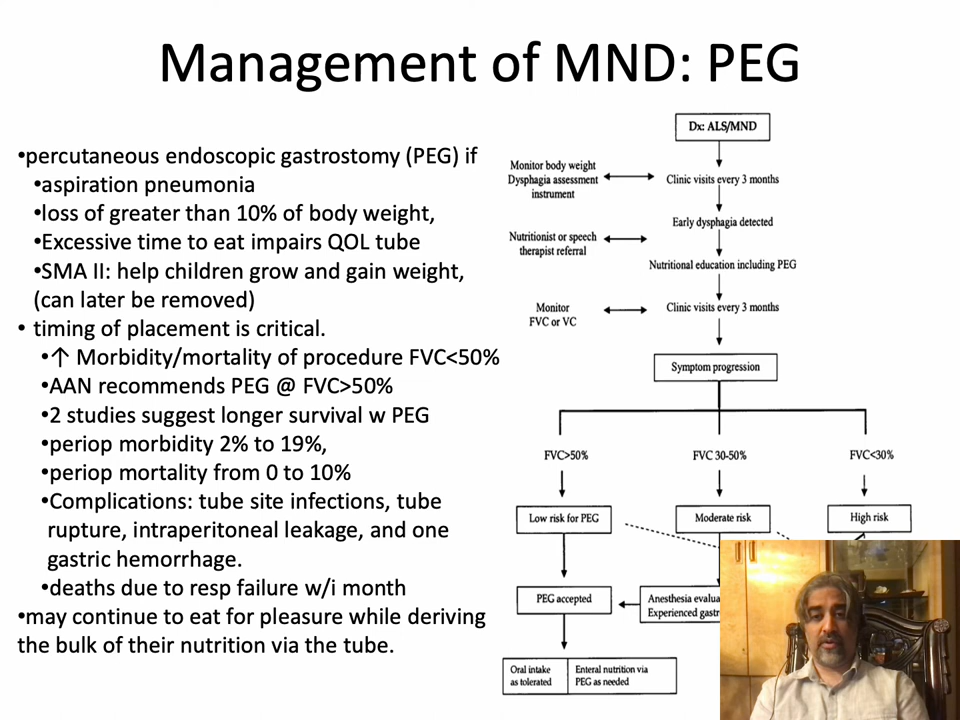 Management of MND: PEG
•percutaneous endoscopic gastrostomy (PEG) if
•aspiration pneumonia
•loss of greater than 10% of body weight,
•Excessive time to eat impairs QOL tube
•SMA II: help children grow and gain weight,
(can later be removed)
• timing of placement is critical.
•↑ Morbidity/mortality of procedure FVC<50%
•AAN recommends PEG @ FVC>50%
•2 studies suggest longer survival w PEG
•periop morbidity 2% to 19%,
•periop mortality from 0 to 10%
•Complications: tube site infections, tube
rupture, intraperitoneal leakage, and one
gastric hemorrhage.
•deaths due to resp failure w/i month
•may continue to eat for pleasure while deriving
the bulk of their nutrition via the tube.
Dx: ALS/MND
Monitor body weight
Dysphagia assessment
instrument
Clinic visits every 3 months
Early dysphagia detected
Nutritionist or speech
therapist referral
Nutritional education including PEG
Monitor
FVC or VC
Clinic visits every 3 months
Symptom progression
FVC>50%
FVC 30-50%
FVC<30%
Low risk for PEG
Moderate risk
High risk
PEG accepted
Anesthesia
Experienced
Oral intake
as tolerated
Enteral nutrition via
PEG as needed